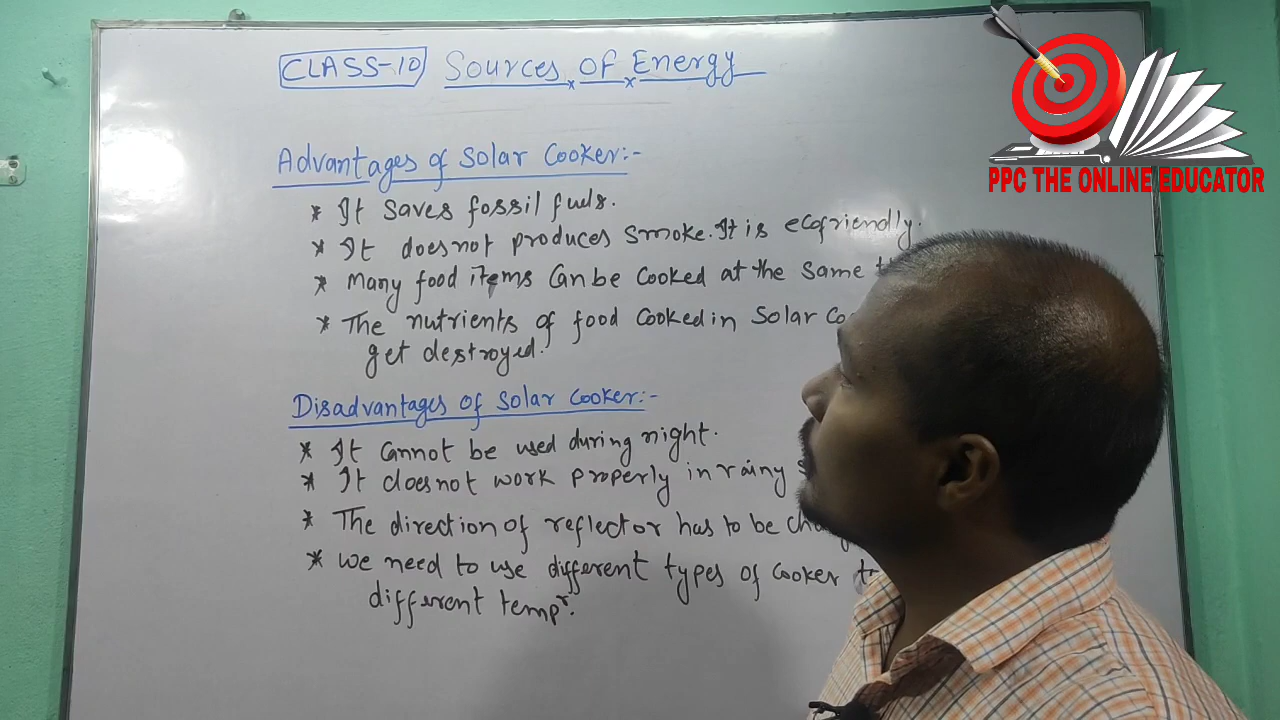 CLASS-10 Sources Of Energy
PPC THE ONLINE EDUCATOR
Advantages of Solar Cooker:-
* It saves fossil fuels.
* It doesnot produces smoke. It is ecofriendly.
* Many food items can be cooked at the same
* The nutrients of food cooked in solar
get destroyed.
Disadvantages of Solar Cooker:-
* It cannot be used during night.
* It doesnot work properly in rainy
* The direction of reflector has to be
* we need to use different types of cooker
different tempr.